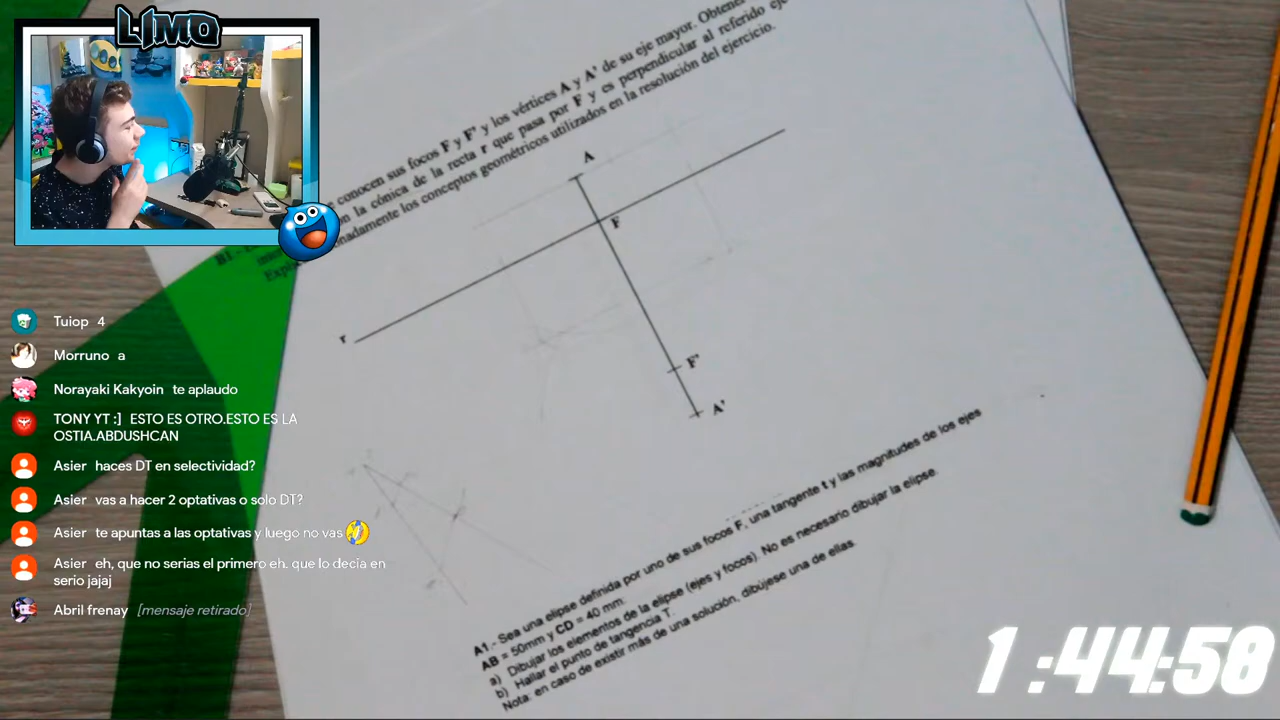 LIMO
conocen sus focos F y F' y los vértices A y A' de su eje mayor.
la cónica de la recta r que pasa por F y es perpendicular al referido
los conceptos geométricos utilizados en la resolución del ejercicio.
A
F
r
F'
A'
Tuiop 4
Morruno a
Norayaki Kakyoin te aplaudo
TONY YT :] ESTO ES OTRO.ESTO ES LA
OSTIA.ABDUSHCAN
Asier haces DT en selectividad?
Asier vas a hacer 2 optativas o solo DT?
Asier te apuntas a las optativas y luego no vas
Asier eh, que no serias el primero eh. que lo decia en
serio jajaj
Abril frenay [mensaje retirado]
A1.- Sea una elipse definida por uno de sus focos F, una tangente t y las magnitudes de los ejes
AB = 50mm y CD = 40 mm.
a) Dibujar los elementos de la elipse (ejes y focos). No es necesario dibujar la elipse.
b) Hallar el punto de tangencia T.
Nota: en caso de existir más de una solución, dibújese una de ellas.
1:44:58